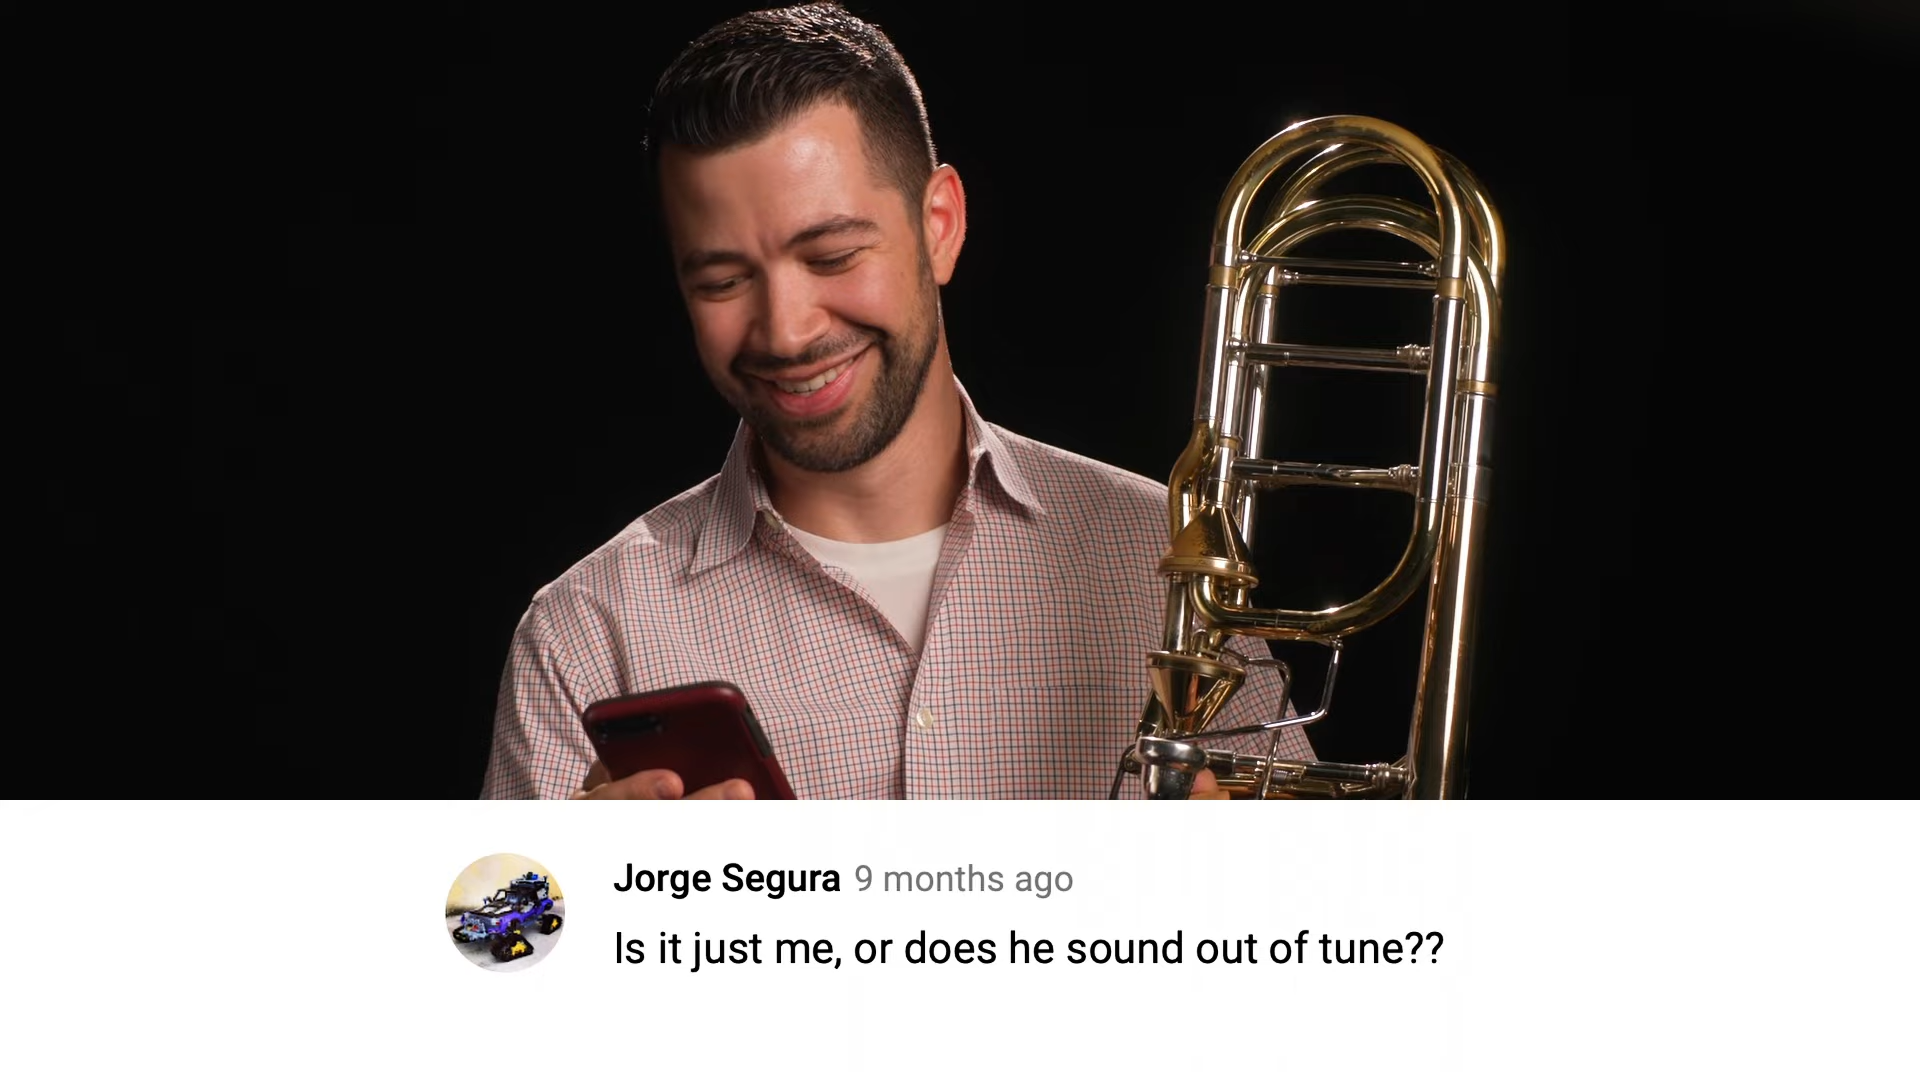 Jorge Segura 9 months ago
Is it just me, or does he sound out of tune??